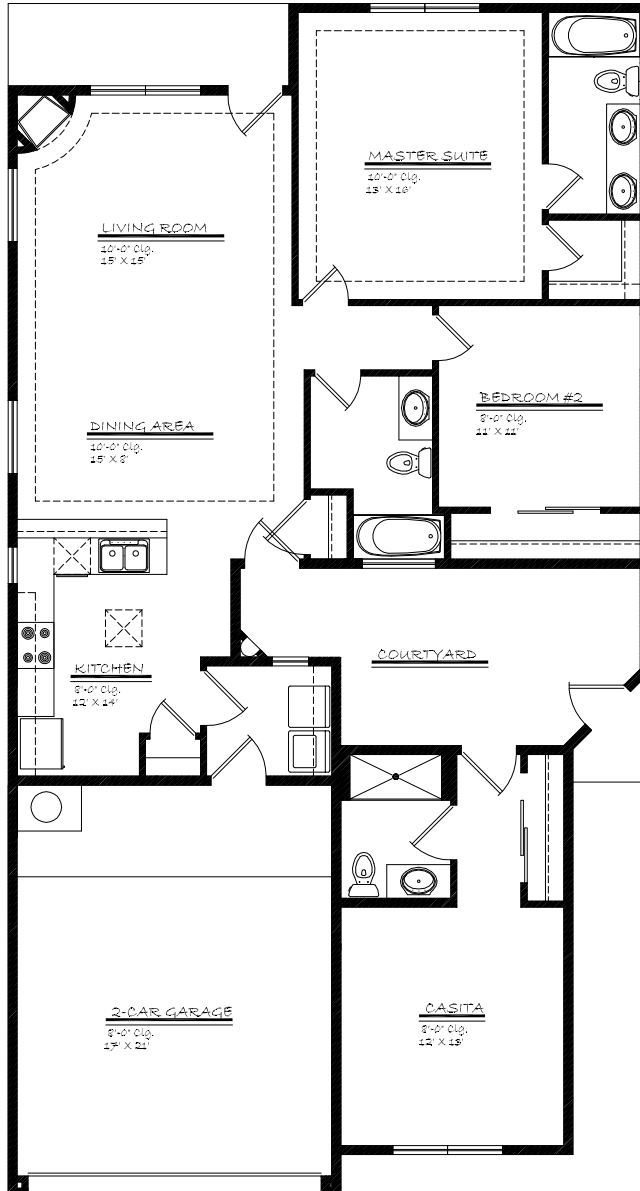 MASTER SUITE
10'-0" Clg.
13' X 16'
LIVING ROOM
10'-0" Clg.
15' X 15'
BEDROOM #2
8'-0" Clg.
11' X 11'
DINING AREA
10'-0" Clg.
15' X 8'
COURTYARD
KITCHEN
8'-0" Clg.
12' X 14'
2-CAR GARAGE
8'-0" Clg.
17' X 21'
CASITA
8'-0" Clg.
12' X 13'